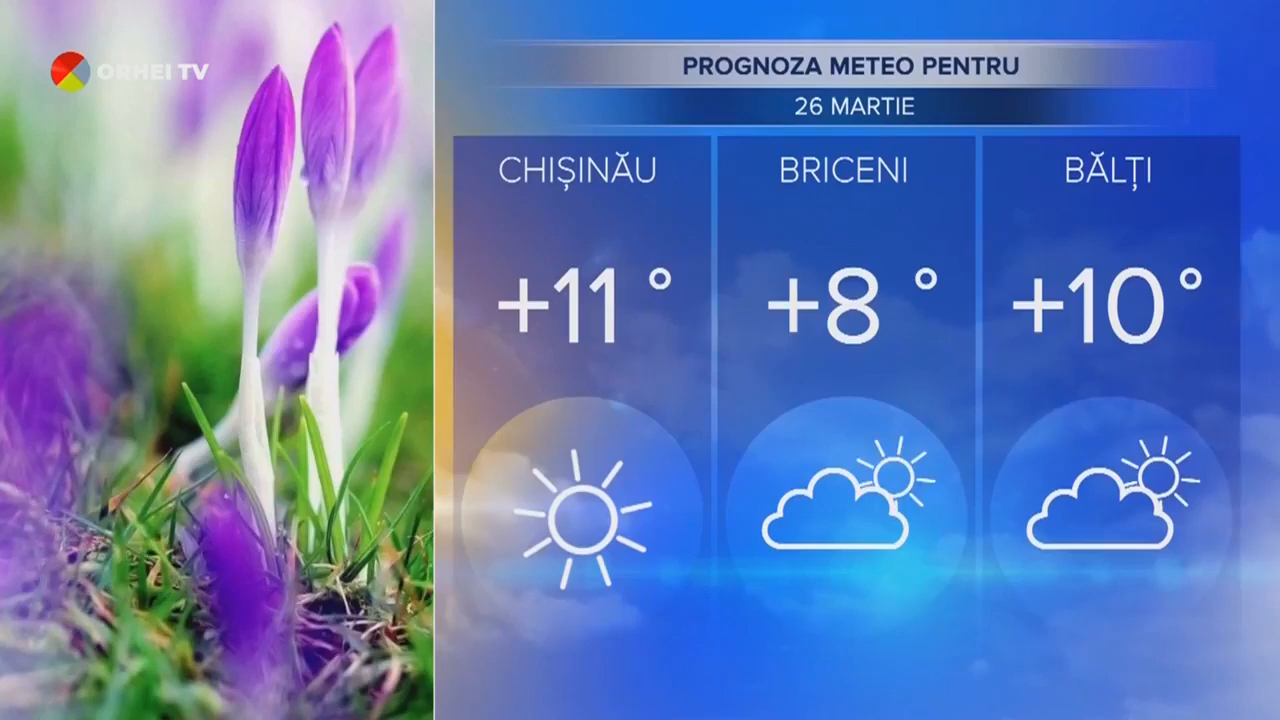 ORHEI TV
PROGNOZA METEO PENTRU
26 MARTIE
CHIȘINĂU
BRICENI
BĂLȚI
+11°
+8°
+10°